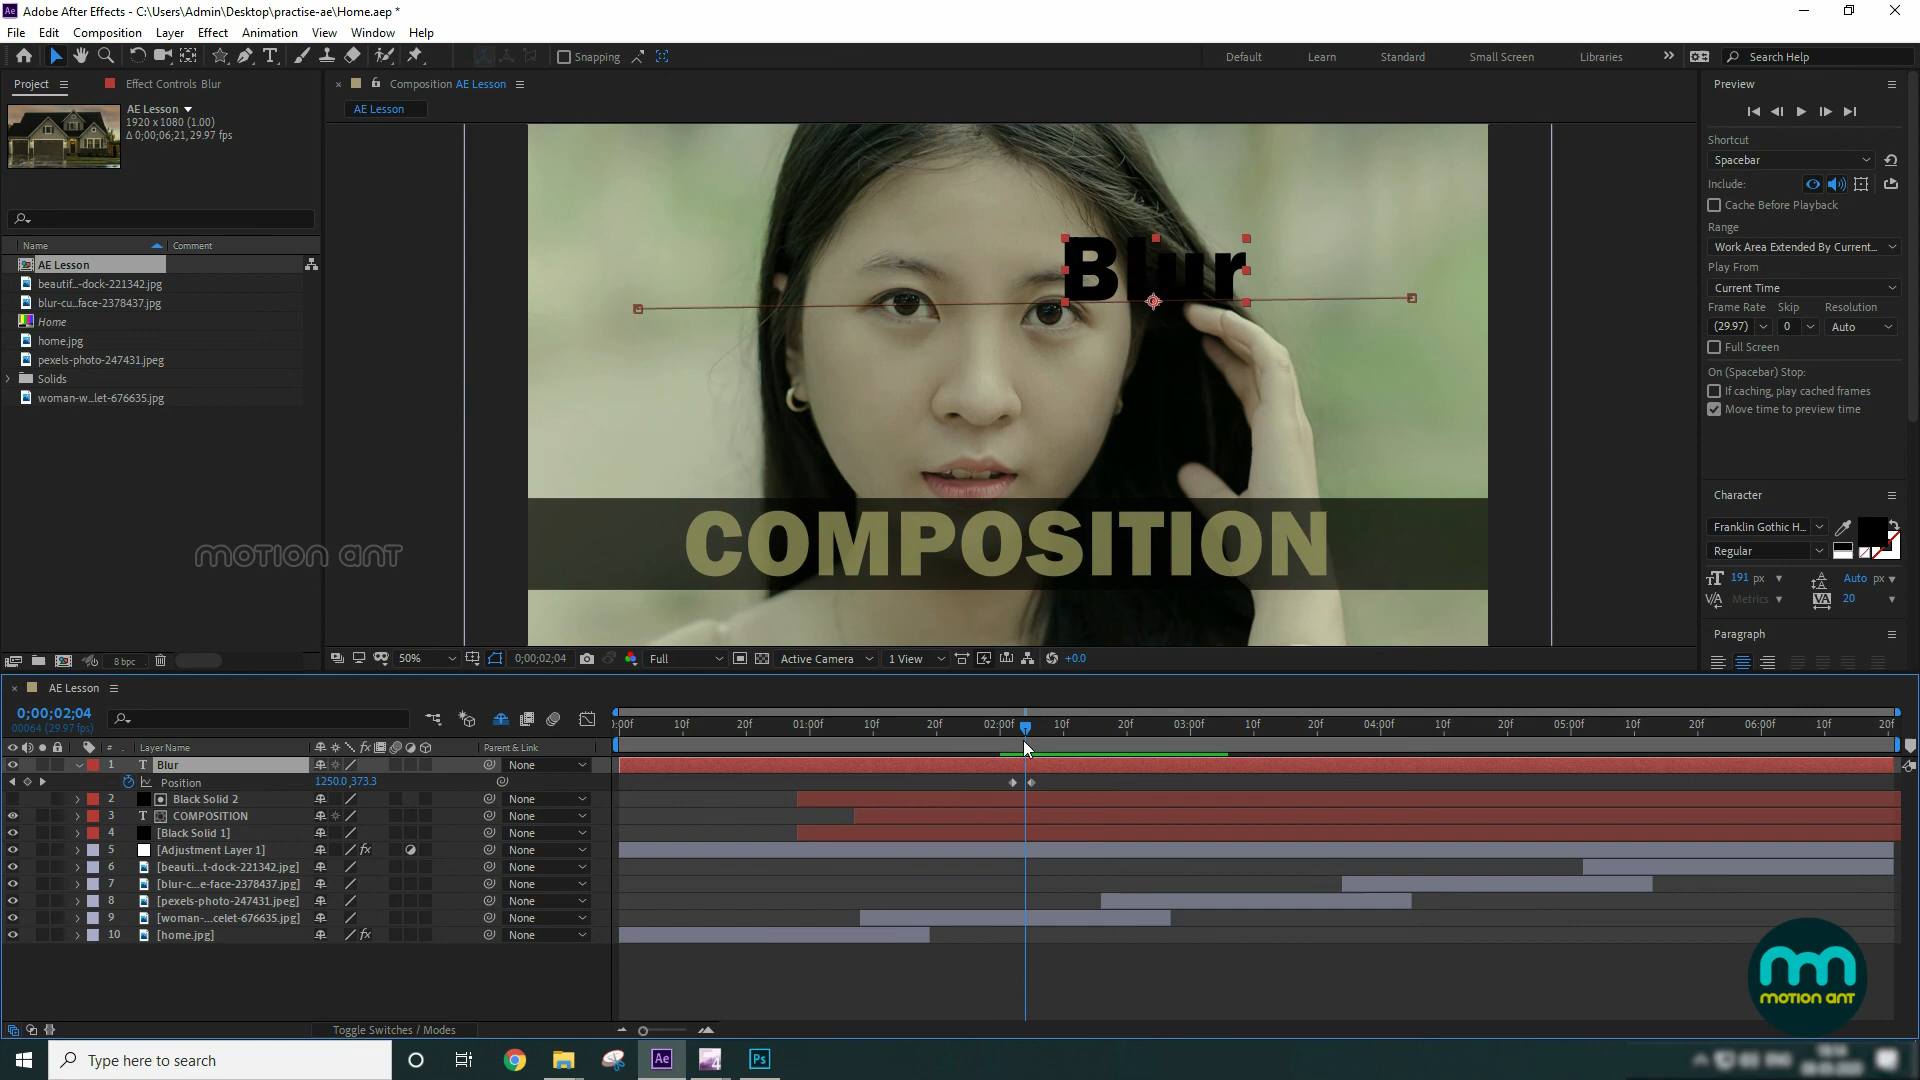 Adobe After Effects - C:\Users\Admin\Desktop\practise-ae\Home.aep *
File Edit Composition Layer Effect Animation View Window Help
Snapping
Default Learn Standard Small Screen Libraries » Search Help
Project Effect Controls Blur
AE Lesson
1920 x 1080 (1.00)
Δ 0;00;06;21, 29.97 fps
Name Comment
AE Lesson
beautif...-dock-221342.jpg
blur-cu...face-2378437.jpg
Home
home.jpg
pexels-photo-247431.jpeg
Solids
woman-w...let-676635.jpg
8 bpc
Composition AE Lesson
AE Lesson
Blur
COMPOSITION
MOTION ANT
50% 0;00;02;04 Full Active Camera 1 View +0.0
Preview
Shortcut
Spacebar
Include:
Cache Before Playback
Range
Work Area Extended By Current...
Play From
Current Time
Frame Rate Skip Resolution
(29.97) 0 Auto
Full Screen
On (Spacebar) Stop:
If caching, play cached frames
Move time to preview time
Character
Franklin Gothic H...
Regular
191 px Auto px
Metrics 20
Paragraph
AE Lesson
0;00;02;04
00064 (29.97 fps)
:00f 10f 20f 01:00f 10f 20f 02:00f 10f 20f 03:00f 10f 20f 04:00f 10f 20f 05:00f 10f 20f 06:00f 10f 20f
# Layer Name Parent & Link
1 T Blur None
Position 1250.0,373.3
2 Black Solid 2 None
3 T COMPOSITION None
4 [Black Solid 1] None
5 [Adjustment Layer 1] fx None
6 [beauti...t-dock-221342.jpg] None
7 [blur-c...e-face-2378437.jpg] None
8 [pexels-photo-247431.jpeg] None
9 [woman-...celet-676635.jpg] None
10 [home.jpg] fx None
MOTION ANT
Toggle Switches / Modes
Type here to search
Ae Ps